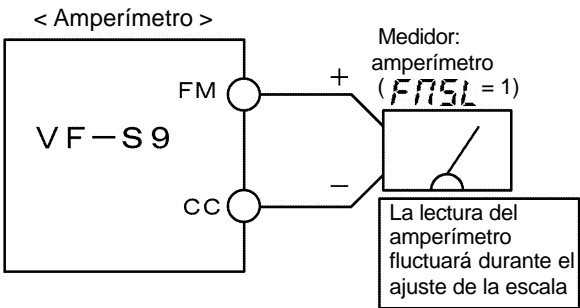 < Amperímetro >
Medidor:
amperímetro
( FMSL = 1)
FM
+
VF-S9
CC
−
La lectura del
amperímetro
fluctuará durante el
ajuste de la escala